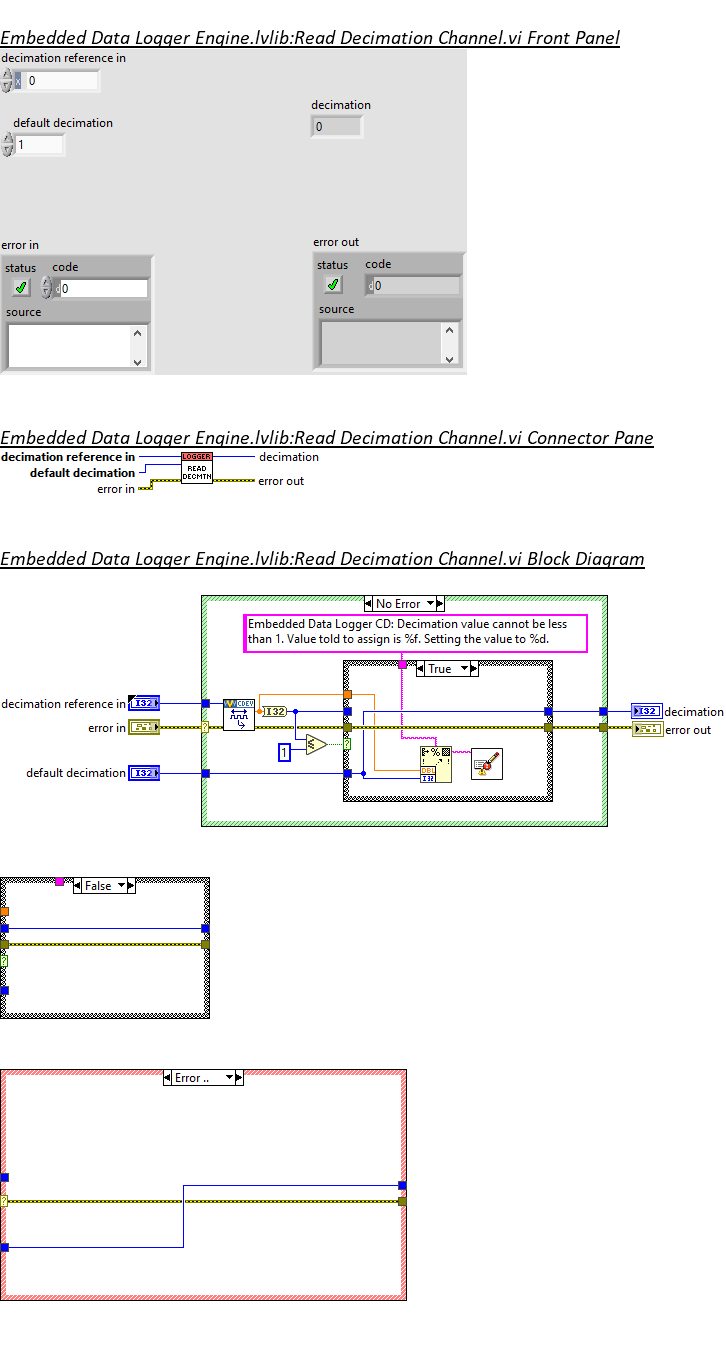 Embedded Data Logger Engine.lvlib:Read Decimation Channel.vi Front Panel
decimation reference in
x 0
decimation
0
default decimation
1
error in
status code
d 0
source
error out
status code
d 0
source
Embedded Data Logger Engine.lvlib:Read Decimation Channel.vi Connector Pane
decimation reference in
default decimation
error in
LOGGER
READ
DECMTN
decimation
error out
Embedded Data Logger Engine.lvlib:Read Decimation Channel.vi Block Diagram
No Error
Embedded Data Logger CD: Decimation value cannot be less
than 1. Value told to assign is %f. Setting the value to %d.
True
decimation reference in
I32
CDEV
I32
I32
decimation
error in
error out
1
default decimation
I32
%
DBL
I32
False
Error ..